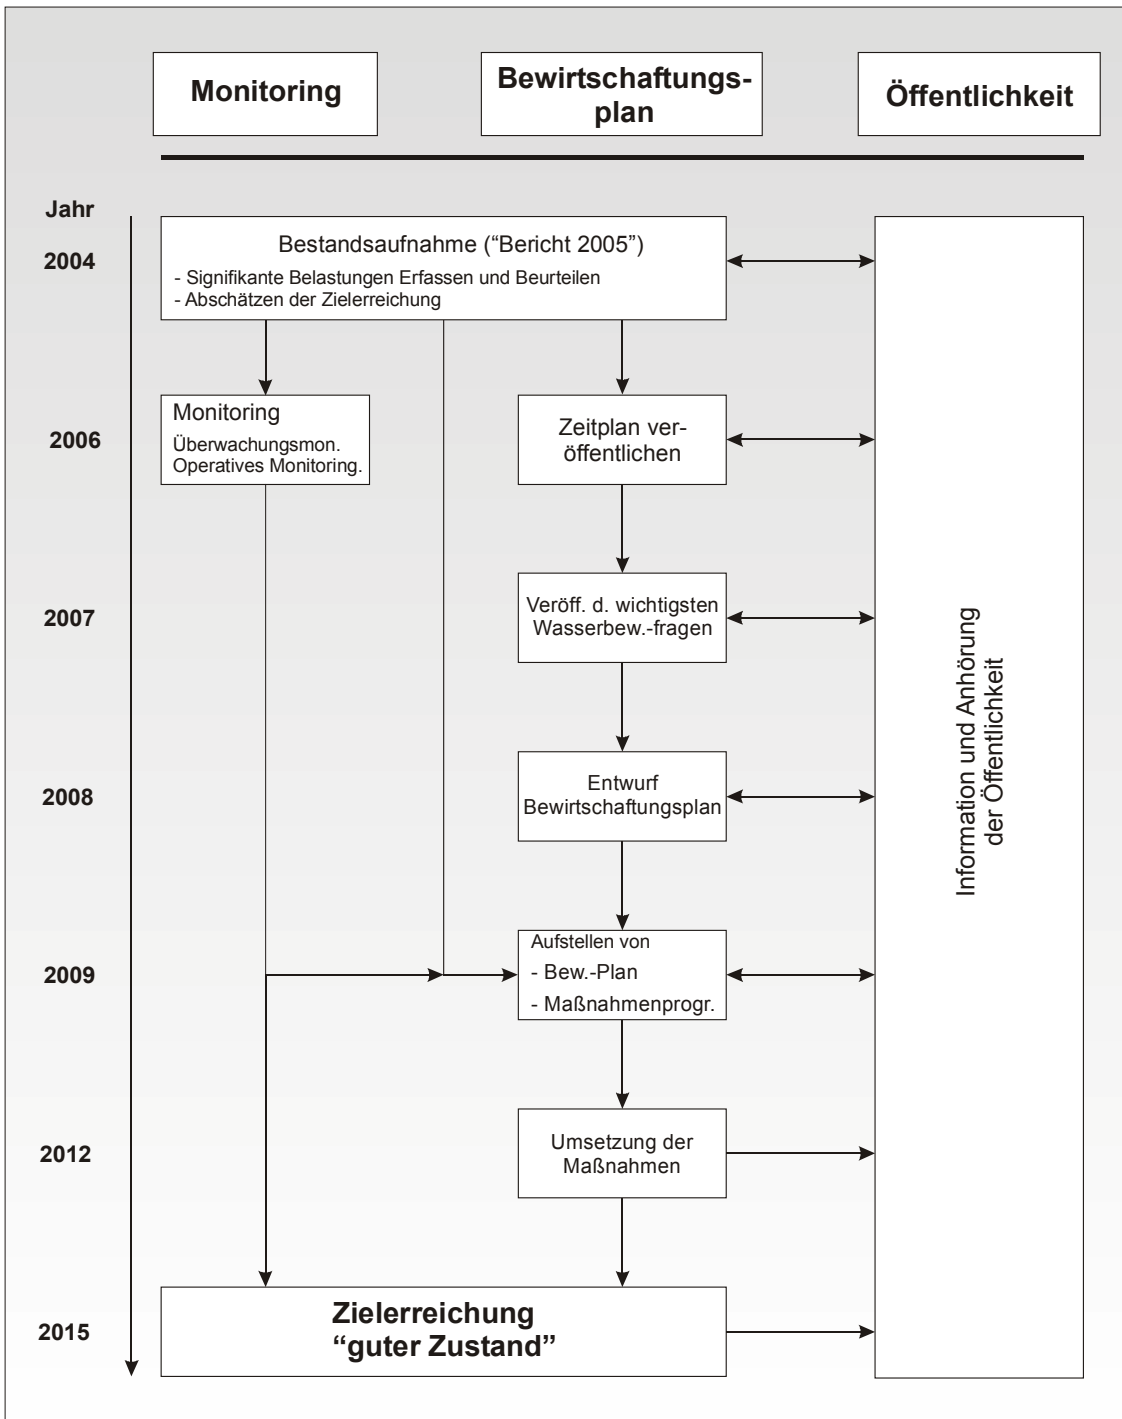 Monitoring
Bewirtschaftungs-
plan
Öffentlichkeit
Jahr
2004
Bestandsaufnahme (“Bericht 2005”)
- Signifikante Belastungen Erfassen und Beurteilen
- Abschätzen der Zielerreichung
2006
Monitoring
Überwachungsmon.
Operatives Monitoring.
Zeitplan ver-
öffentlichen
2007
Veröff. d. wichtigsten
Wasserbew.-fragen
2008
Entwurf
Bewirtschaftungsplan
2009
Aufstellen von
- Bew.-Plan
- Maßnahmenprogr.
2012
Umsetzung der
Maßnahmen
2015
Zielerreichung
“guter Zustand”
Information und Anhörung
der Öffentlichkeit